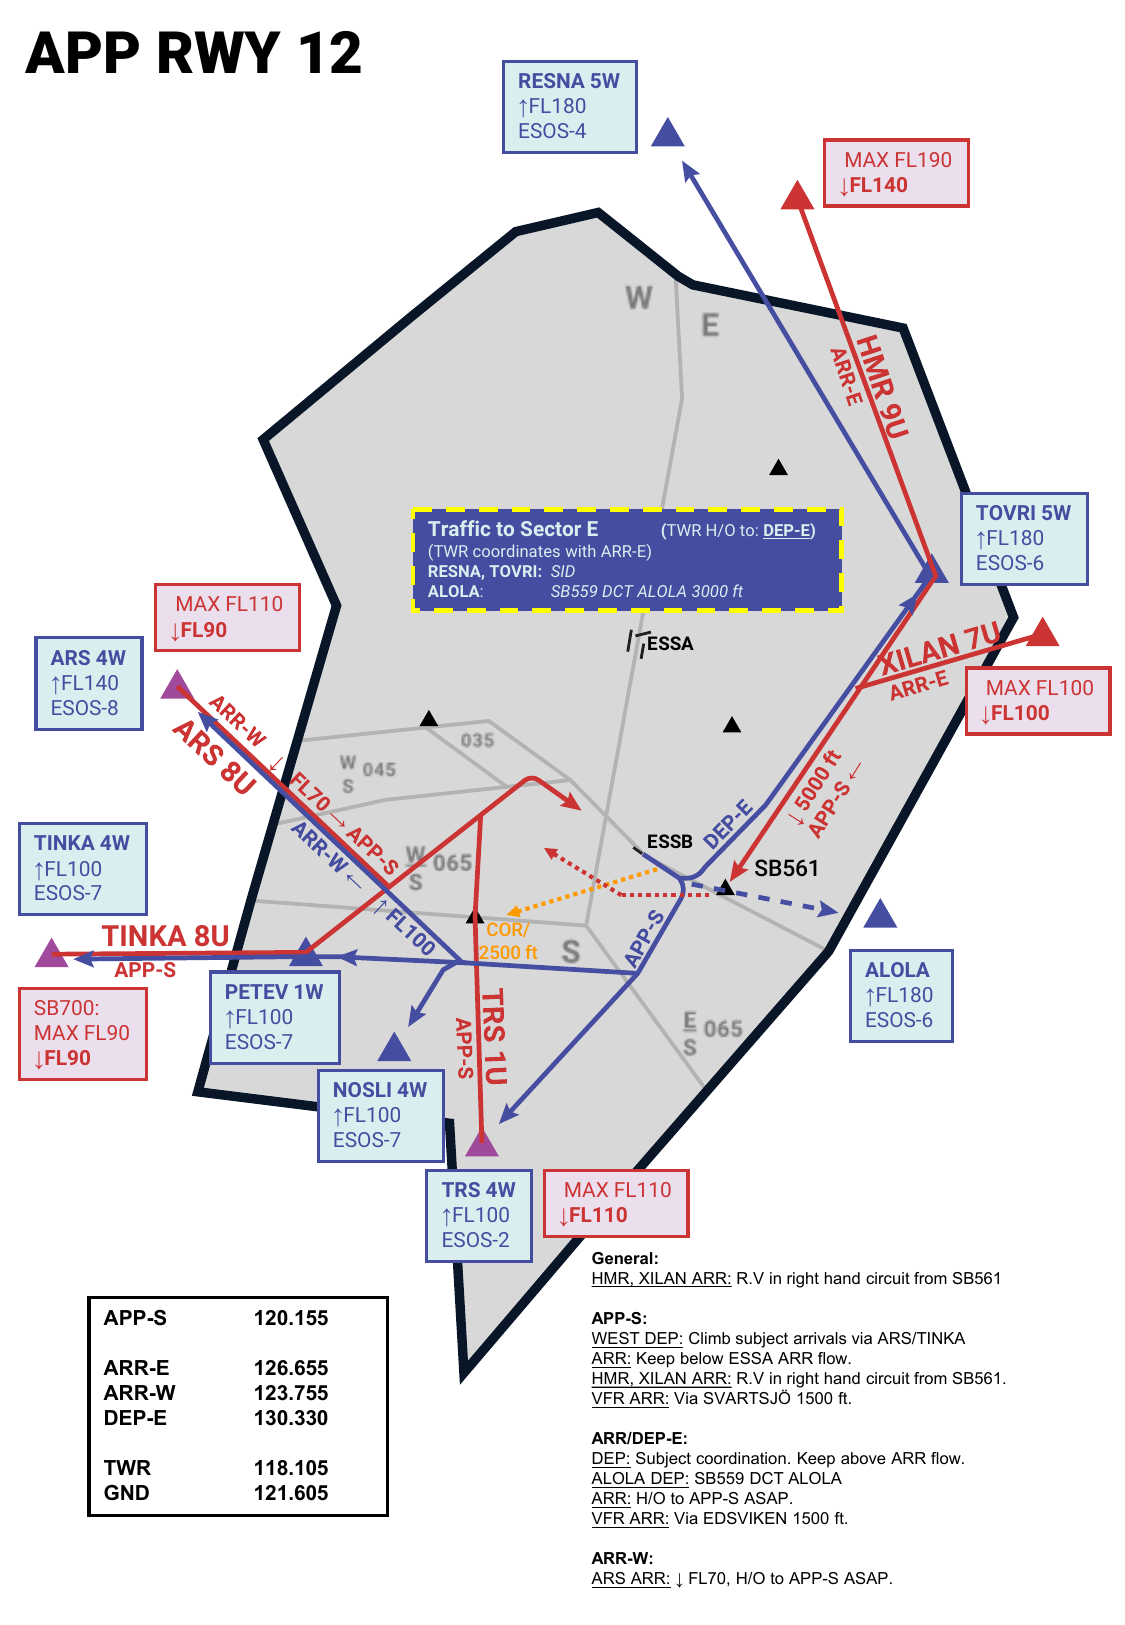 APP RWY 12
RESNA 5W
↑FL180
ESOS-4
MAX FL190
↓FL140
W
E
HMR 9U
ARR-E
TOVRI 5W
↑FL180
ESOS-6
Traffic to Sector E (TWR H/O to: DEP-E)
(TWR coordinates with ARR-E)
RESNA, TOVRI: SID
ALOLA: SB559 DCT ALOLA 3000 ft
MAX FL110
↓FL90
ARS 4W
↑FL140
ESOS-8
ESSA
XILAN 7U
ARR-E
MAX FL100
↓FL100
ARR-W
ARS 8U
↓ FL70 → APP-S
ARR-W ←
↑ FL100
035
W
S
045
W
S
065
TINKA 4W
↑FL100
ESOS-7
ESSB
DEP-E
↓ 5000 ft
APP-S ←
SB561
TINKA 8U
APP-S
COR/
2500 ft
S
APP-S
ALOLA
↑FL180
ESOS-6
SB700:
MAX FL90
↓FL90
PETEV 1W
↑FL100
ESOS-7
TRS 1U
APP-S
E
S
065
NOSLI 4W
↑FL100
ESOS-7
TRS 4W
↑FL100
ESOS-2
MAX FL110
↓FL110
APP-S 120.155
ARR-E 126.655
ARR-W 123.755
DEP-E 130.330
TWR 118.105
GND 121.605
General:
HMR, XILAN ARR: R.V in right hand circuit from SB561
APP-S:
WEST DEP: Climb subject arrivals via ARS/TINKA
ARR: Keep below ESSA ARR flow.
HMR, XILAN ARR: R.V in right hand circuit from SB561.
VFR ARR: Via SVARTSJÖ 1500 ft.
ARR/DEP-E:
DEP: Subject coordination. Keep above ARR flow.
ALOLA DEP: SB559 DCT ALOLA
ARR: H/O to APP-S ASAP.
VFR ARR: Via EDSVIKEN 1500 ft.
ARR-W:
ARS ARR: ↓ FL70, H/O to APP-S ASAP.